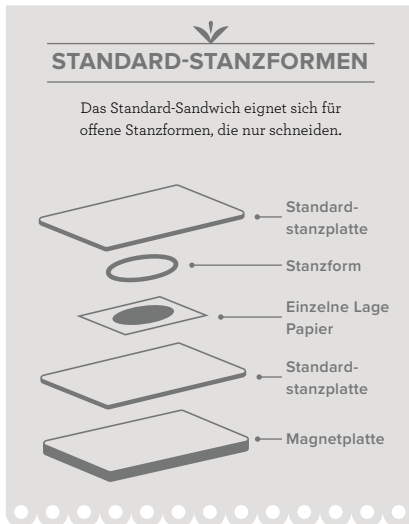 STANDARD-STANZFORMEN
Das Standard-Sandwich eignet sich für
offene Stanzformen, die nur schneiden.
Standard-
stanzplatte
Stanzform
Einzelne Lage
Papier
Standard-
stanzplatte
Magnetplatte